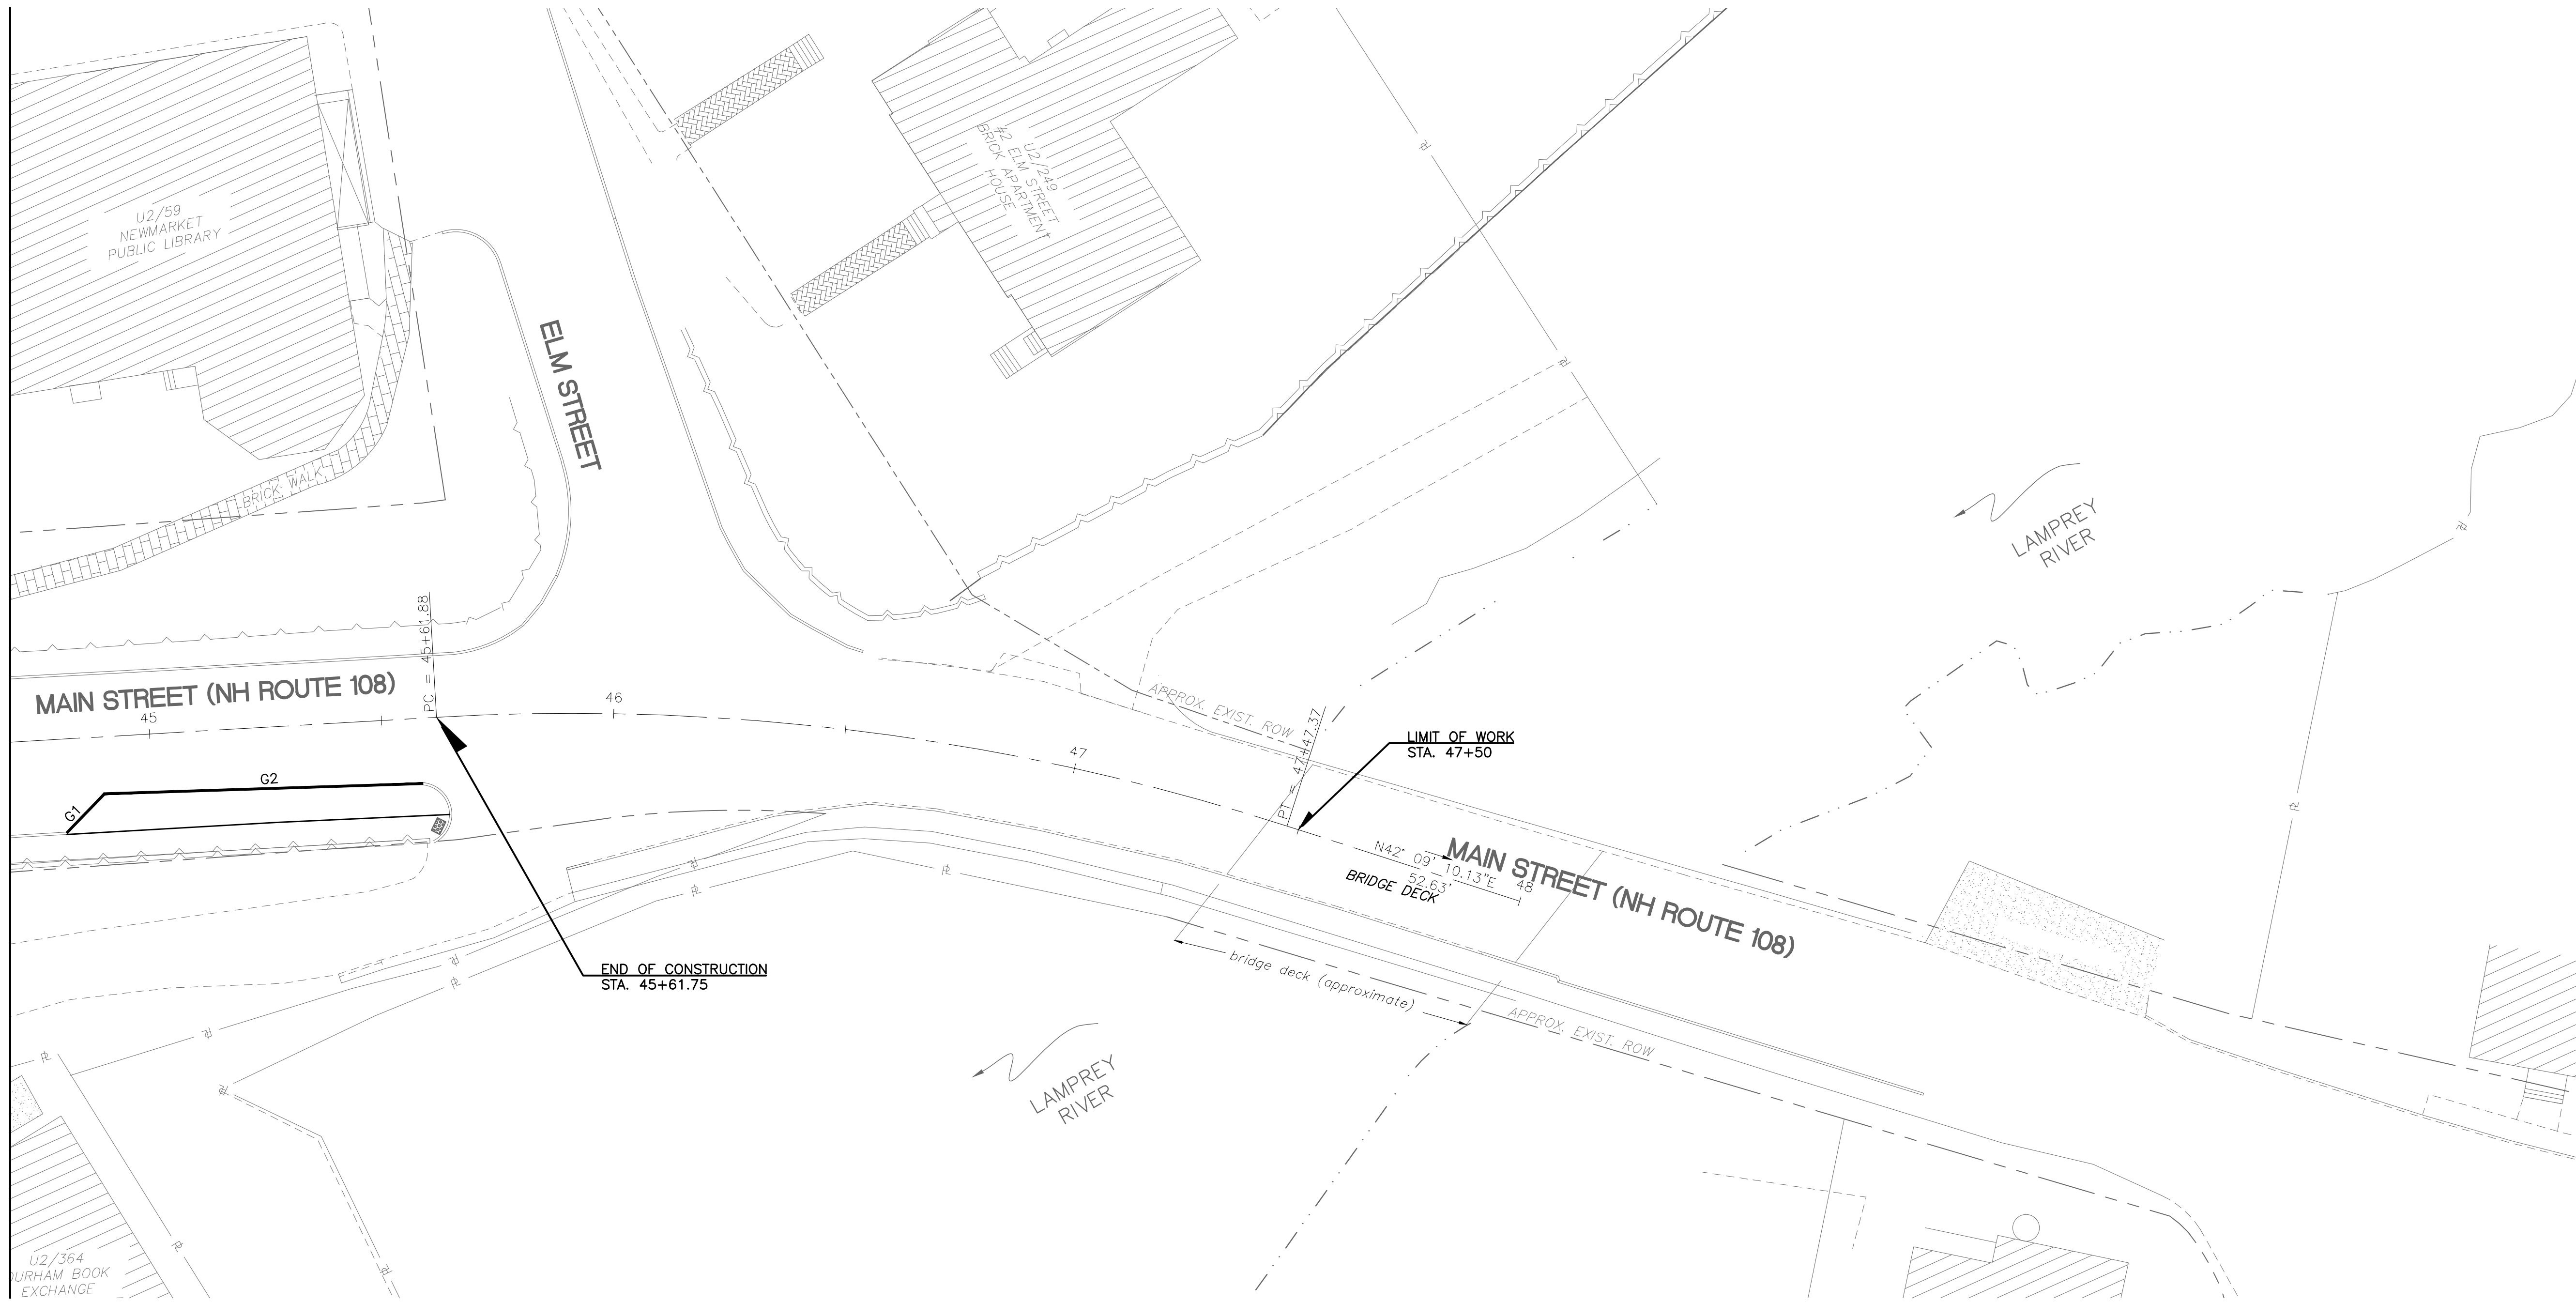 U2/59
NEWMARKET
PUBLIC LIBRARY
U2/249
#2 ELM STREET
BRICK APARTMENT
HOUSE
ELM STREET
BRICK WALK
LAMPREY
RIVER
PC = 45+61.88
MAIN STREET (NH ROUTE 108)
45
46
47
APPROX. EXIST. ROW
PT = 47+47.37
LIMIT OF WORK
STA. 47+50
G1
G2
N42° 09' 10.13"E
52.63'
48
BRIDGE DECK
MAIN STREET (NH ROUTE 108)
END OF CONSTRUCTION
STA. 45+61.75
bridge deck (approximate)
APPROX. EXIST. ROW
LAMPREY
RIVER
U2/364
DURHAM BOOK
EXCHANGE